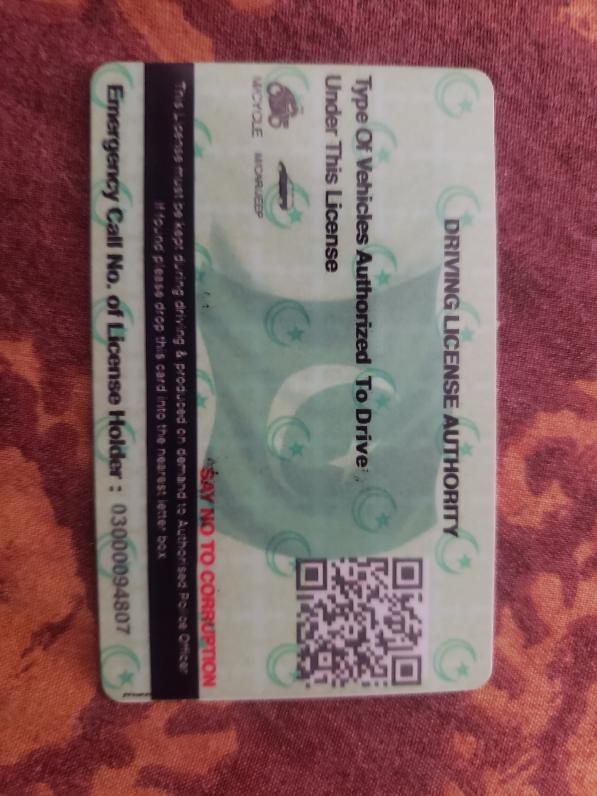 DRIVING LICENSE AUTHORITY
Type Of Vehicles Authorized To Drive
Under This License
M/CYCLE M/CAR/JEEP
SAY NO TO CORRUPTION
This License must be kept during driving & produced on demand to Authorised Police Officer
If found please drop this card into the nearest letter box
Emergency Call No. of License Holder : 03000094807